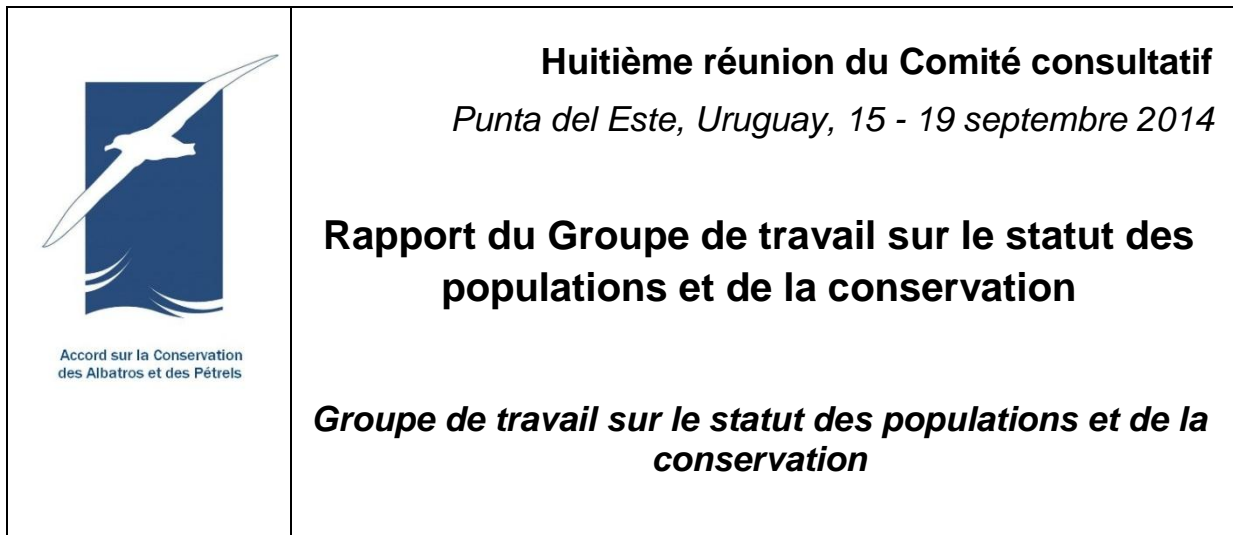 Accord sur la Conservation
des Albatros et des Pétrels
Huitième réunion du Comité consultatif
Punta del Este, Uruguay, 15 - 19 septembre 2014
Rapport du Groupe de travail sur le statut des
populations et de la conservation
Groupe de travail sur le statut des populations et de la
conservation